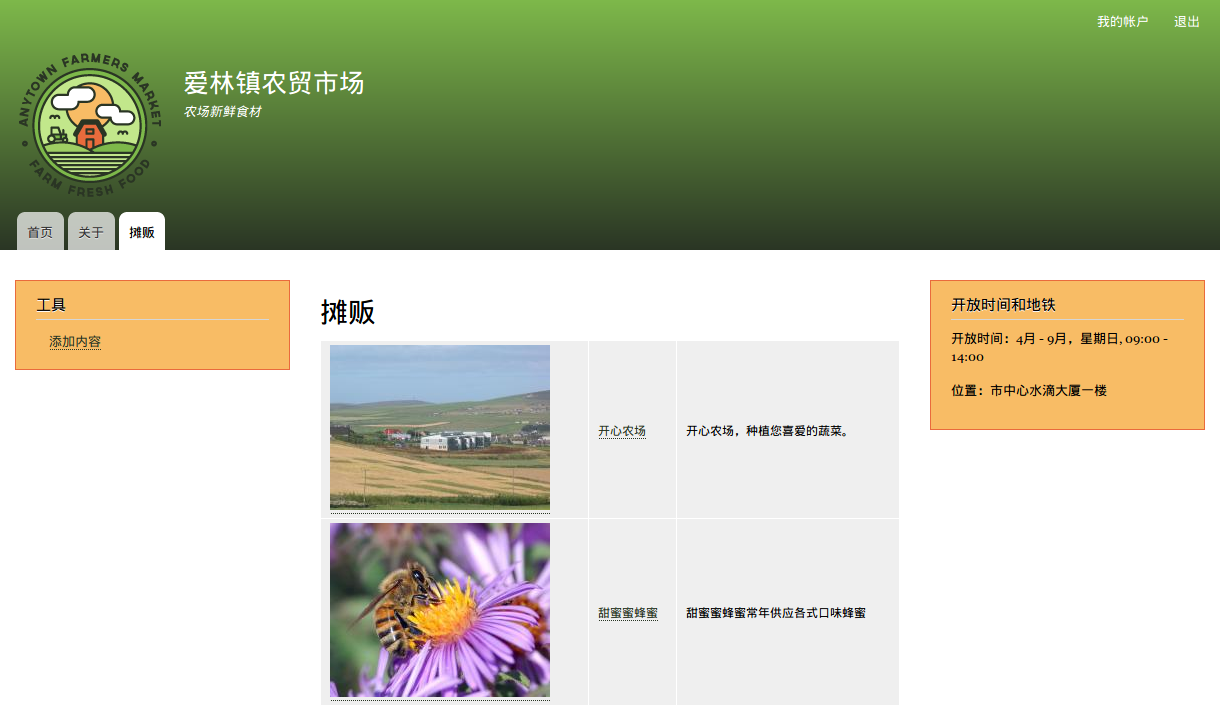 我的帐户 退出
ANYTOWN FARMERS MARKET
FARM FRESH FOOD
爱林镇农贸市场
农场新鲜食材
首页 关于 摊贩
工具
添加内容
摊贩
开心农场 开心农场，种植您喜爱的蔬菜。
甜蜜蜜蜂蜜 甜蜜蜜蜂蜜常年供应各式口味蜂蜜
开放时间和地铁
开放时间：4月 - 9月，星期日, 09:00 -
14:00
位置：市中心水滴大厦一楼